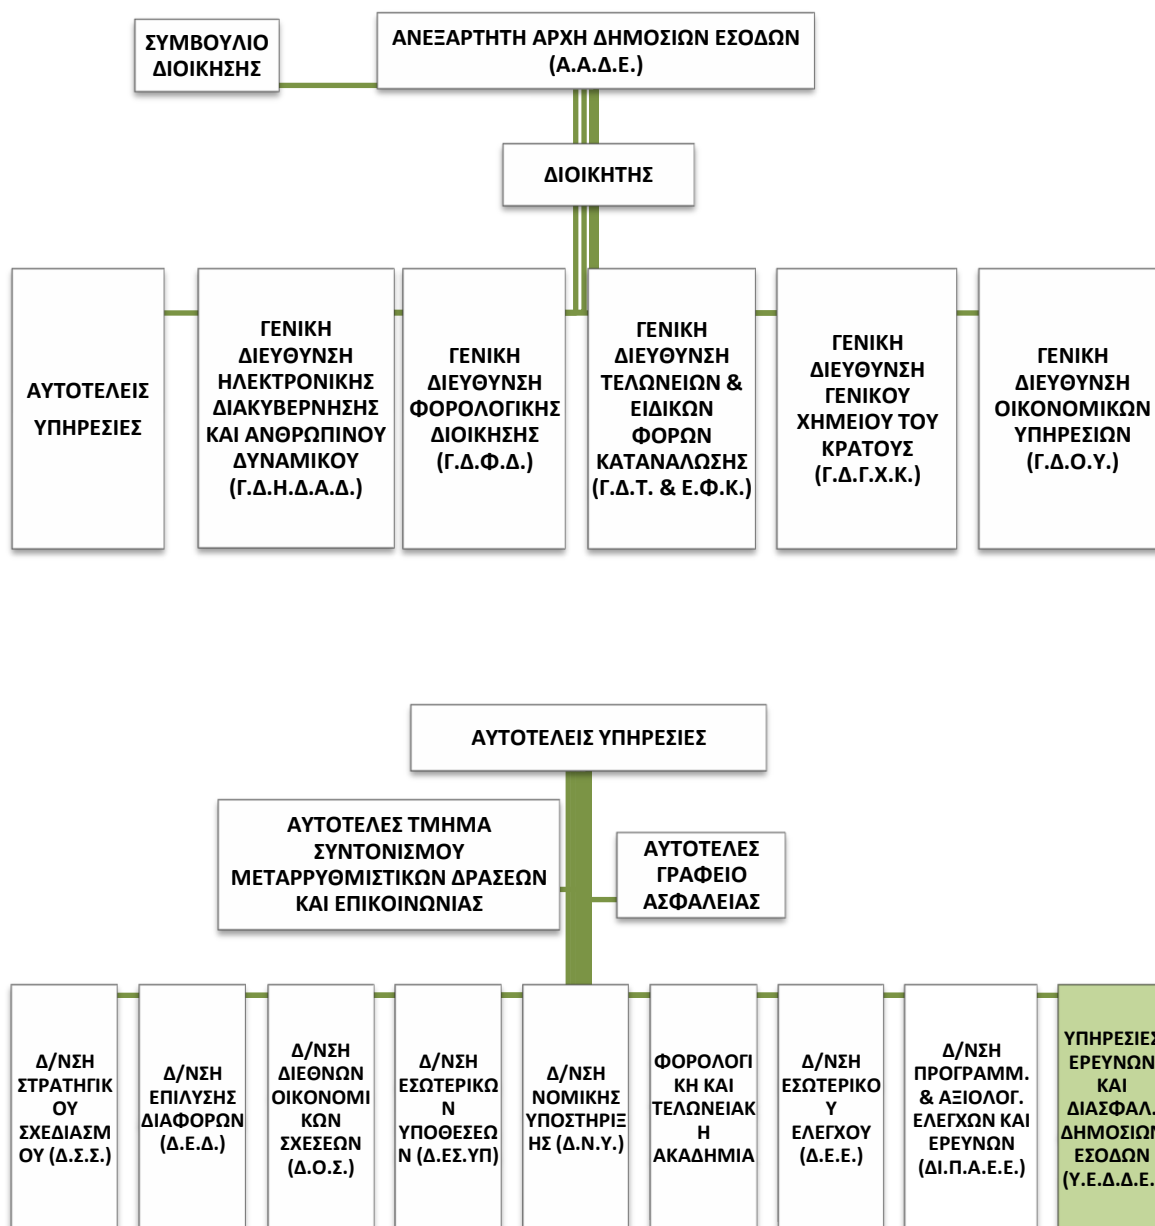 ΣΥΜΒΟΥΛΙΟ
ΔΙΟΙΚΗΣΗΣ
ΑΝΕΞΑΡΤΗΤΗ ΑΡΧΗ ΔΗΜΟΣΙΩΝ ΕΣΟΔΩΝ
(Α.Α.Δ.Ε.)
ΔΙΟΙΚΗΤΗΣ
ΑΥΤΟΤΕΛΕΙΣ
ΥΠΗΡΕΣΙΕΣ
ΓΕΝΙΚΗ
ΔΙΕΥΘΥΝΣΗ
ΗΛΕΚΤΡΟΝΙΚΗΣ
ΔΙΑΚΥΒΕΡΝΗΣΗΣ
ΚΑΙ ΑΝΘΡΩΠΙΝΟΥ
ΔΥΝΑΜΙΚΟΥ
(Γ.Δ.Η.Δ.Α.Δ.)
ΓΕΝΙΚΗ
ΔΙΕΥΘΥΝΣΗ
ΦΟΡΟΛΟΓΙΚΗΣ
ΔΙΟΙΚΗΣΗΣ
(Γ.Δ.Φ.Δ.)
ΓΕΝΙΚΗ
ΔΙΕΥΘΥΝΣΗ
ΤΕΛΩΝΕΙΩΝ &
ΕΙΔΙΚΩΝ
ΦΟΡΩΝ
ΚΑΤΑΝΑΛΩΣΗΣ
(Γ.Δ.Τ. & Ε.Φ.Κ.)
ΓΕΝΙΚΗ
ΔΙΕΥΘΥΝΣΗ
ΓΕΝΙΚΟΥ
ΧΗΜΕΙΟΥ ΤΟΥ
ΚΡΑΤΟΥΣ
(Γ.Δ.Γ.Χ.Κ.)
ΓΕΝΙΚΗ
ΔΙΕΥΘΥΝΣΗ
ΟΙΚΟΝΟΜΙΚΩΝ
ΥΠΗΡΕΣΙΩΝ
(Γ.Δ.Ο.Υ.)
ΑΥΤΟΤΕΛΕΙΣ ΥΠΗΡΕΣΙΕΣ
ΑΥΤΟΤΕΛΕΣ ΤΜΗΜΑ
ΣΥΝΤΟΝΙΣΜΟΥ
ΜΕΤΑΡΡΥΘΜΙΣΤΙΚΩΝ ΔΡΑΣΕΩΝ
ΚΑΙ ΕΠΙΚΟΙΝΩΝΙΑΣ
ΑΥΤΟΤΕΛΕΣ
ΓΡΑΦΕΙΟ
ΑΣΦΑΛΕΙΑΣ
Δ/ΝΣΗ
ΣΤΡΑΤΗΓΙΚ
ΟΥ
ΣΧΕΔΙΑΣΜ
ΟΥ (Δ.Σ.Σ.)
Δ/ΝΣΗ
ΕΠΙΛΥΣΗΣ
ΔΙΑΦΟΡΩΝ
(Δ.Ε.Δ.)
Δ/ΝΣΗ
ΔΙΕΘΝΩΝ
ΟΙΚΟΝΟΜΙ
ΚΩΝ
ΣΧΕΣΕΩΝ
(Δ.Ο.Σ.)
Δ/ΝΣΗ
ΕΣΩΤΕΡΙΚΩ
Ν
ΥΠΟΘΕΣΕΩ
Ν (Δ.ΕΣ.ΥΠ)
Δ/ΝΣΗ
ΝΟΜΙΚΗΣ
ΥΠΟΣΤΗΡΙΞ
ΗΣ (Δ.Ν.Υ.)
ΦΟΡΟΛΟΓΙ
ΚΗ ΚΑΙ
ΤΕΛΩΝΕΙΑΚ
Η
ΑΚΑΔΗΜΙΑ
Δ/ΝΣΗ
ΕΣΩΤΕΡΙΚΟ
Υ
ΕΛΕΓΧΟΥ
(Δ.Ε.Ε.)
Δ/ΝΣΗ
ΠΡΟΓΡΑΜΜ.
& ΑΞΙΟΛΟΓ.
ΕΛΕΓΧΩΝ ΚΑΙ
ΕΡΕΥΝΩΝ
(ΔΙ.Π.Α.Ε.Ε.)
ΥΠΗΡΕΣΙΕΣ
ΕΡΕΥΝΩΝ
ΚΑΙ
ΔΙΑΣΦΑΛ.
ΔΗΜΟΣΙΩΝ
ΕΣΟΔΩΝ
(Υ.Ε.Δ.Δ.Ε.